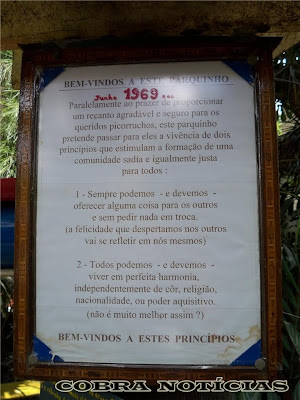 BEM-VINDOS A ESTE PARQUINHO
Junho 1969...
Paralelamente ao prazer de proporcionar
um recanto agradável e seguro para os
queridos picorruchos, este parquinho
pretende passar para eles a vivência de dois
princípios que estimulam a formação de uma
comunidade sadia e igualmente justa
para todos :
1 - Sempre podemos - e devemos -
oferecer alguma coisa para os outros
e sem pedir nada em troca.
(a felicidade que despertamos nos outros
vai se refletir em nós mesmos)
2 - Todos podemos - e devemos -
viver em perfeita harmonia,
independentemente de côr, religião,
nacionalidade, ou poder aquisitivo.
(não é muito melhor assim ?)
BEM-VINDOS A ESTES PRINCÍPIOS
COBRA NOTÍCIAS